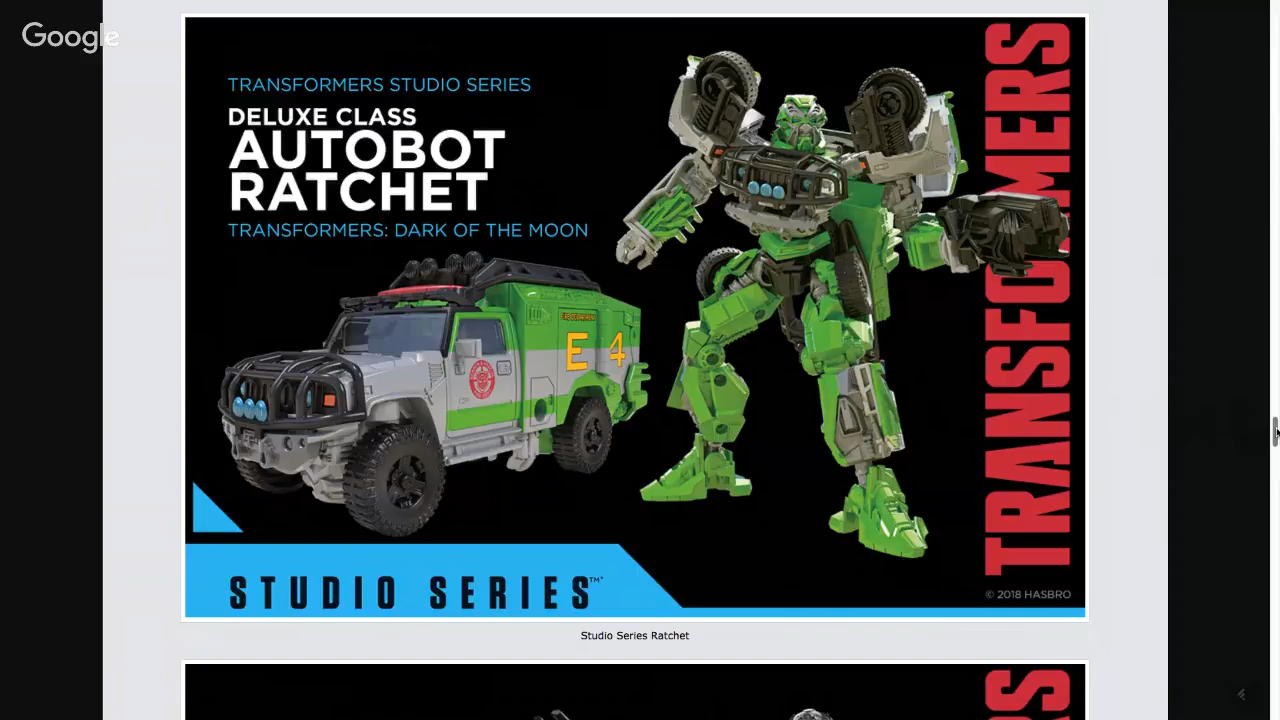 Google
TRANSFORMERS STUDIO SERIES
DELUXE CLASS
AUTOBOT
RATCHET
TRANSFORMERS: DARK OF THE MOON
E 4
TRANSFORMERS
STUDIO SERIES™*
© 2018 HASBRO
Studio Series Ratchet